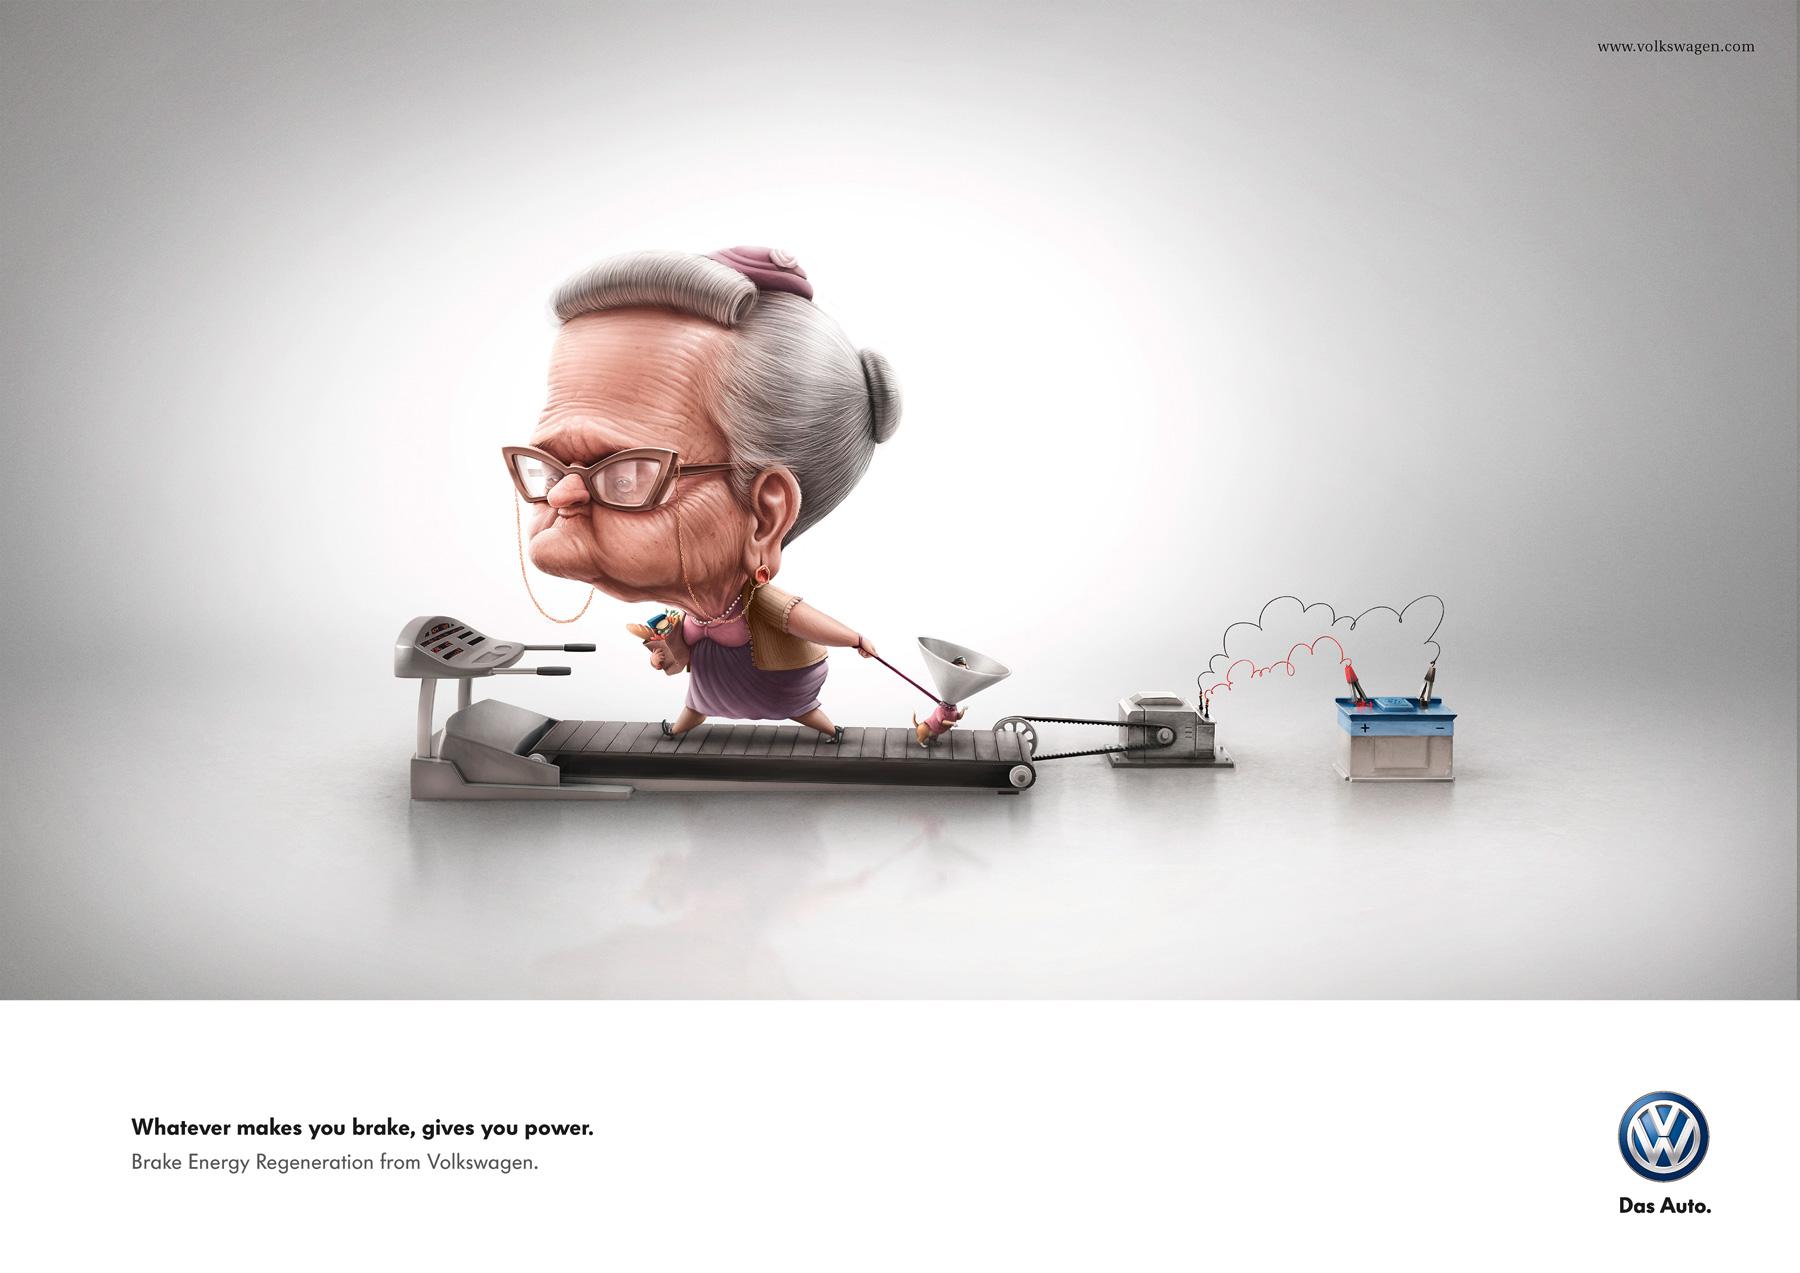 www.volkswagen.com
+ −
Whatever makes you brake, gives you power.
Brake Energy Regeneration from Volkswagen.
Das Auto.